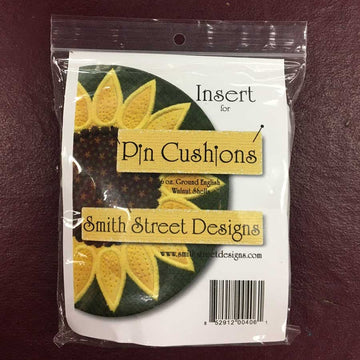 Insert
for
Pin Cushions
6 oz. Ground English
Walnut Shells
Smith Street Designs
www.smithstreetdesigns.com
8 52912 00406 1